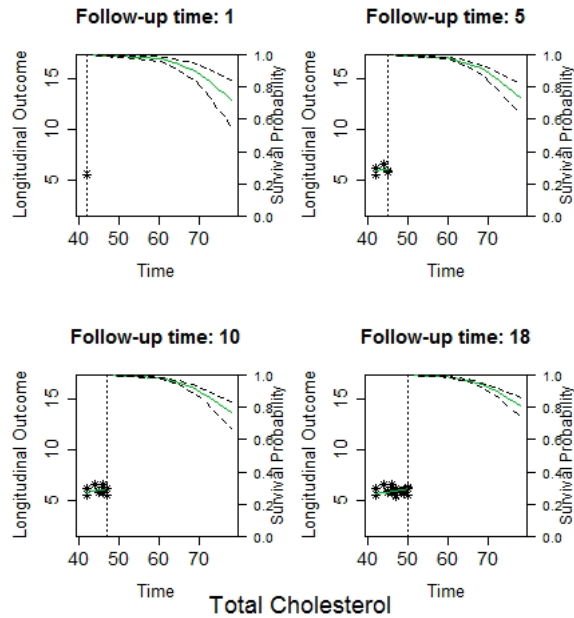 Follow-up time: 1
Longitudinal Outcome
5 10 15
40 50 60 70
Time
0.0 0.2 0.4 0.6 0.8 1.0
Survival Probability
Follow-up time: 5
Longitudinal Outcome
5 10 15
40 50 60 70
Time
0.0 0.2 0.4 0.6 0.8 1.0
Survival Probability
Follow-up time: 10
Longitudinal Outcome
5 10 15
40 50 60 70
Time
0.0 0.2 0.4 0.6 0.8 1.0
Survival Probability
Follow-up time: 18
Longitudinal Outcome
5 10 15
40 50 60 70
Time
0.0 0.2 0.4 0.6 0.8 1.0
Survival Probability
Total Cholesterol